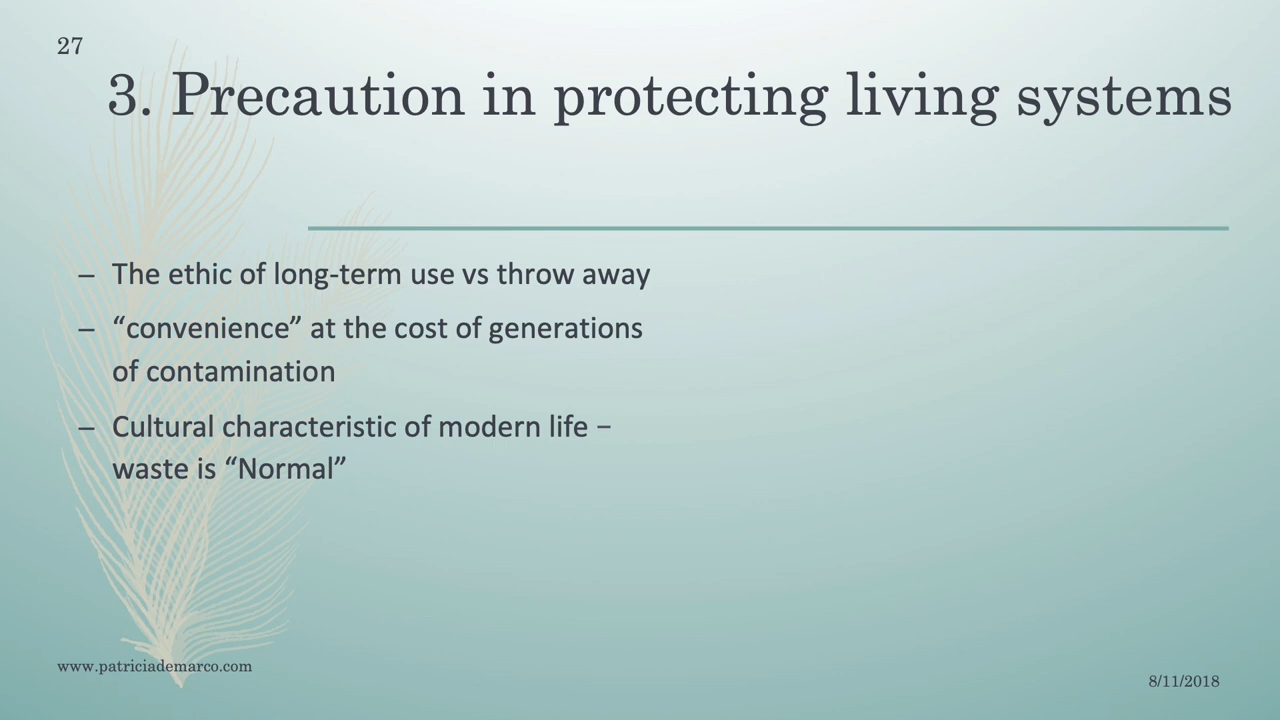 27
3. Precaution in protecting living systems
– The ethic of long-term use vs throw away
– “convenience” at the cost of generations
of contamination
– Cultural characteristic of modern life –
waste is “Normal”
www.patriciademarco.com
8/11/2018